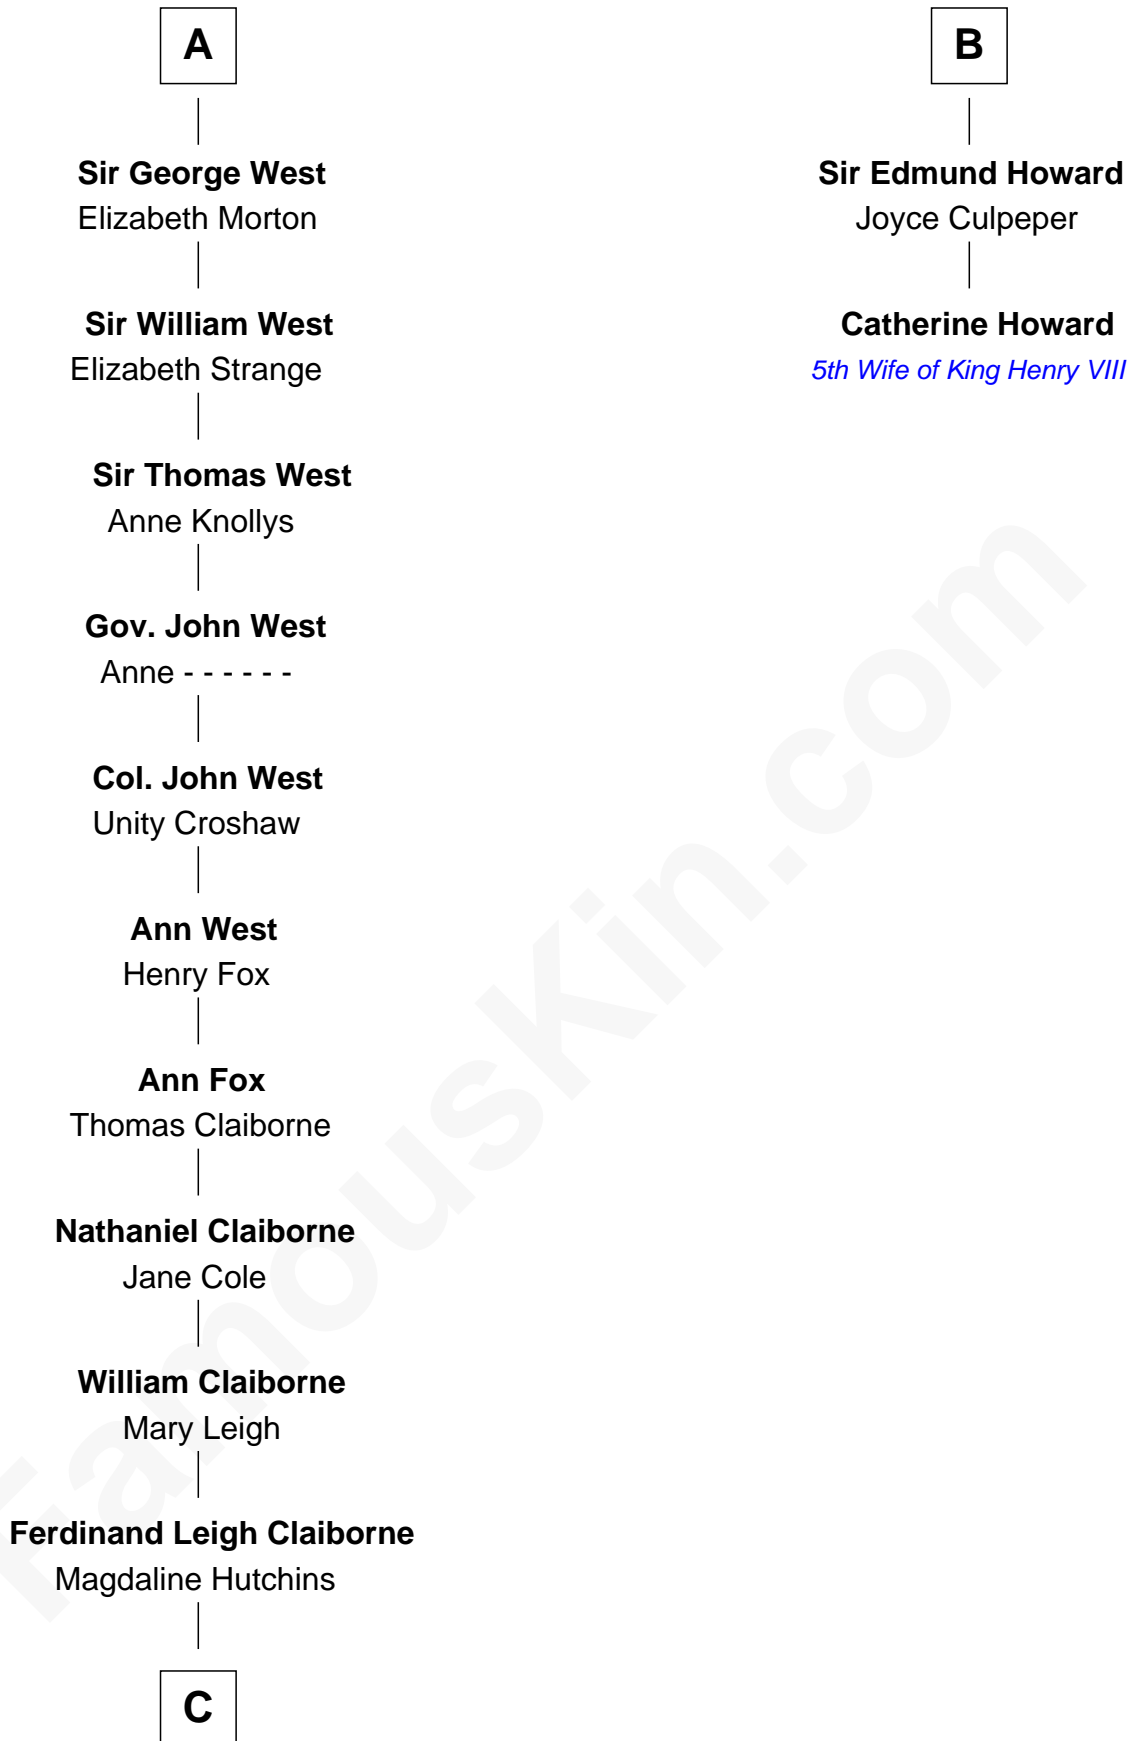 A
Sir George West
Elizabeth Morton
Sir William West
Elizabeth Strange
Sir Thomas West
Anne Knollys
Gov. John West
Anne - - - - - -
Col. John West
Unity Croshaw
Ann West
Henry Fox
Ann Fox
Thomas Claiborne
Nathaniel Claiborne
Jane Cole
William Claiborne
Mary Leigh
Ferdinand Leigh Claiborne
Magdaline Hutchins
C
B
Sir Edmund Howard
Joyce Culpeper
Catherine Howard
5th Wife of King Henry VIII
FamousKin.com